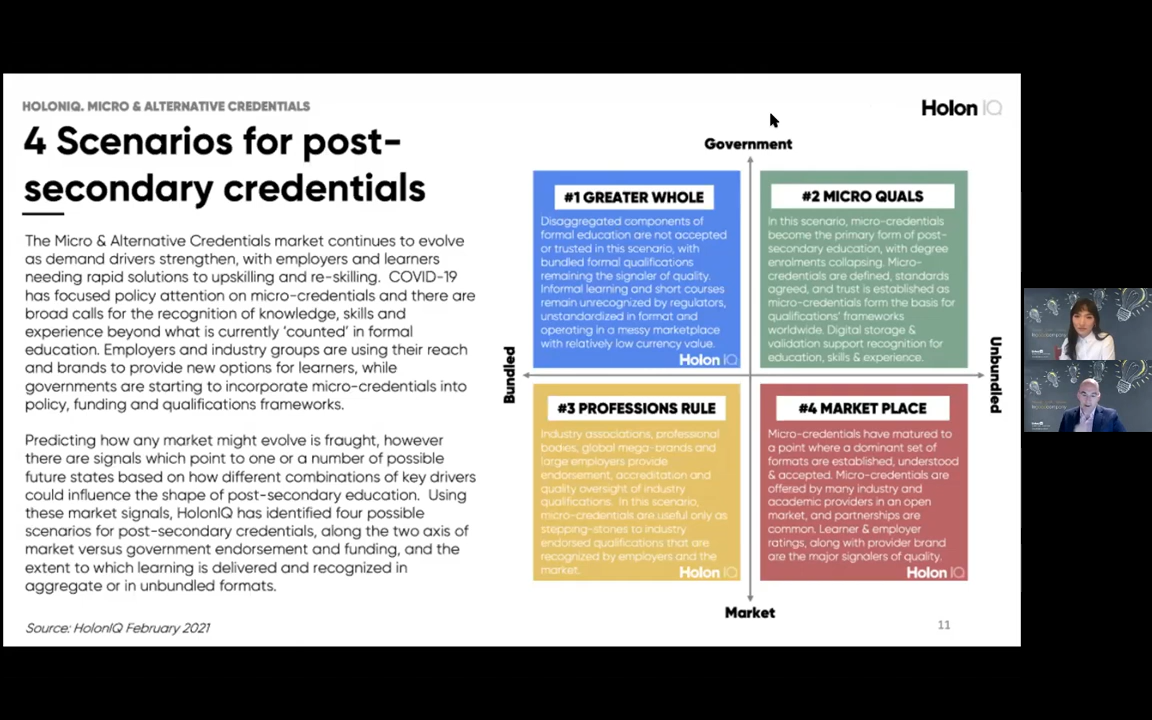 HOLONIQ. MICRO & ALTERNATIVE CREDENTIALS
4 Scenarios for post-
secondary credentials
The Micro & Alternative Credentials market continues to evolve
as demand drivers strengthen, with employers and learners
needing rapid solutions to upskilling and re-skilling. COVID-19
has focused policy attention on micro-credentials and there are
broad calls for the recognition of knowledge, skills and
experience beyond what is currently ‘counted’ in formal
education. Employers and industry groups are using their reach
and brands to provide new options for learners, while
governments are starting to incorporate micro-credentials into
policy, funding and qualifications frameworks.
Predicting how any market might evolve is fraught, however
there are signals which point to one or a number of possible
future states based on how different combinations of key drivers
could influence the shape of post-secondary education. Using
these market signals, HolonIQ has identified four possible
scenarios for post-secondary credentials, along the two axis of
market versus government endorsement and funding, and the
extent to which learning is delivered and recognized in
aggregate or in unbundled formats.
Source: HolonIQ February 2021
Holon IQ
Government
Bundled
#1 GREATER WHOLE
Disaggregated components of
formal education are not accepted
or trusted in this scenario, with
bundled formal qualifications
remaining the signaler of quality.
Informal learning and short courses
remain unrecognized by regulators,
unstandardized in format and
operating in a messy marketplace
with relatively low currency value.
Holon IQ
#2 MICRO QUALS
In this scenario, micro-credentials
become the primary form of post-
secondary education, with degree
enrolments collapsing. Micro-
credentials are defined, standards
agreed, and trust is established as
micro-credentials form the basis for
qualifications’ frameworks
worldwide. Digital storage &
validation support recognition for
education, skills & experience.
Unbundled
#3 PROFESSIONS RULE
Industry associations, professional
bodies, global mega-brands and
large employers provide
endorsement, accreditation and
quality oversight of industry
qualifications. In this scenario,
micro-credentials are useful only as
stepping-stones to industry
endorsed qualifications that are
recognized by employers and the
market.
Holon IQ
#4 MARKET PLACE
Micro-credentials have matured to
a point where a dominant set of
formats are established, understood
& accepted. Micro-credentials are
offered by many industry and
academic providers in an open
market, and partnerships are
common. Learner & employer
ratings, along with provider brand
are the major signalers of quality.
Holon IQ
Market
11